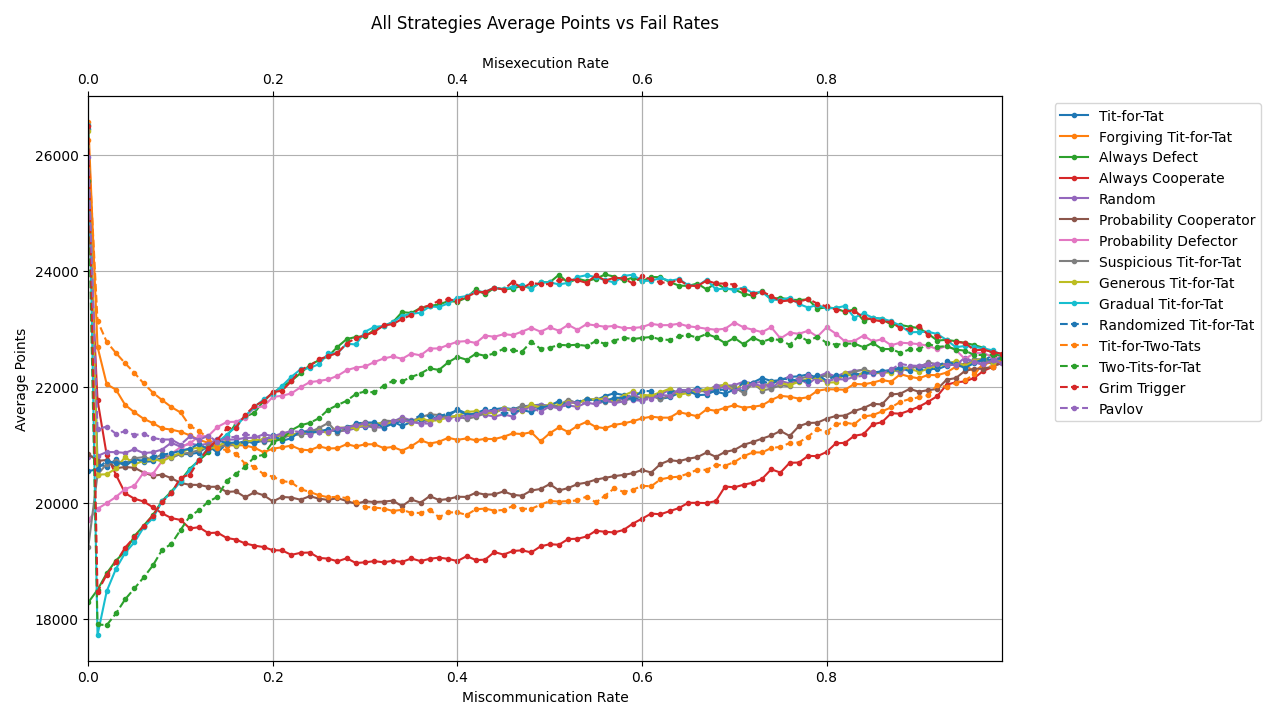 All Strategies Average Points vs Fail Rates
Misexecution Rate
0.0 0.2 0.4 0.6 0.8
26000
24000
22000
20000
18000
Average Points
0.0 0.2 0.4 0.6 0.8
Miscommunication Rate
Tit-for-Tat
Forgiving Tit-for-Tat
Always Defect
Always Cooperate
Random
Probability Cooperator
Probability Defector
Suspicious Tit-for-Tat
Generous Tit-for-Tat
Gradual Tit-for-Tat
Randomized Tit-for-Tat
Tit-for-Two-Tats
Two-Tits-for-Tat
Grim Trigger
Pavlov